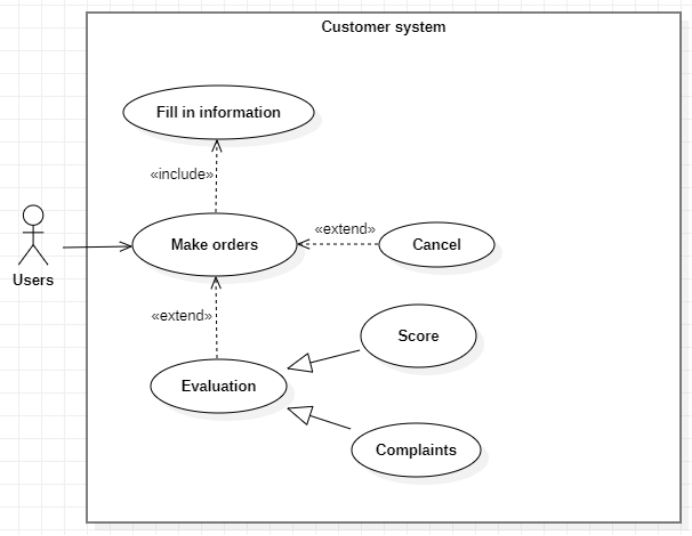 Customer system
Fill in information
«include»
Make orders
«extend»
Cancel
Users
«extend»
Score
Evaluation
Complaints